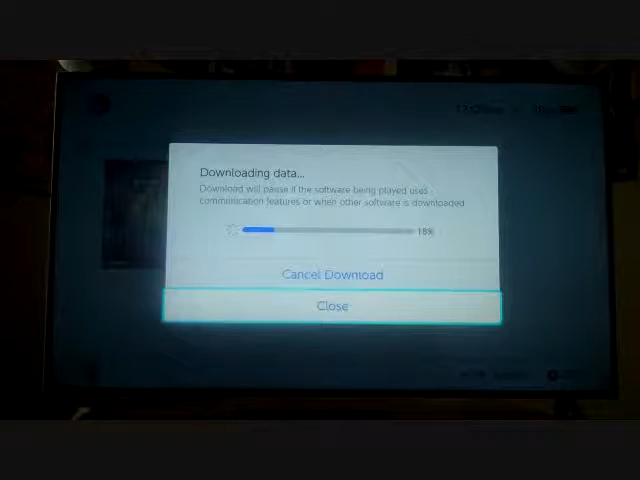 Downloading data...
Download will pause if the software being played uses
communication features or when other software is downloaded
18%
Cancel Download
Close